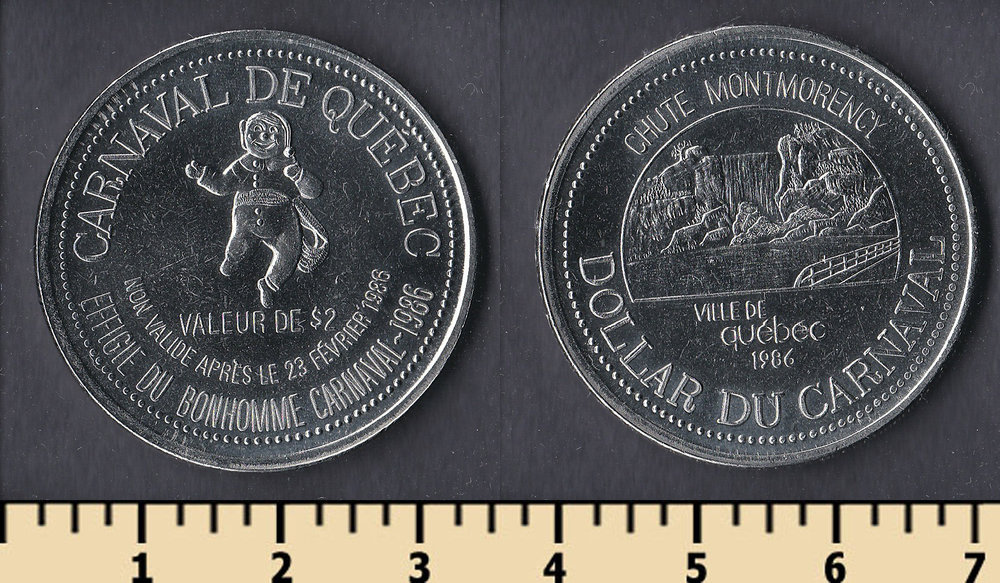 CARNAVAL DE QUÉBEC
VALEUR DE $2
NON VALIDE APRÈS LE 23 FÉVRIER 1986
EFFIGIE DU BONHOMME CARNAVAL~1986
CHUTE MONTMORENCY
VILLE DE
québec
1986
DOLLAR DU CARNAVAL
1 2 3 4 5 6 7